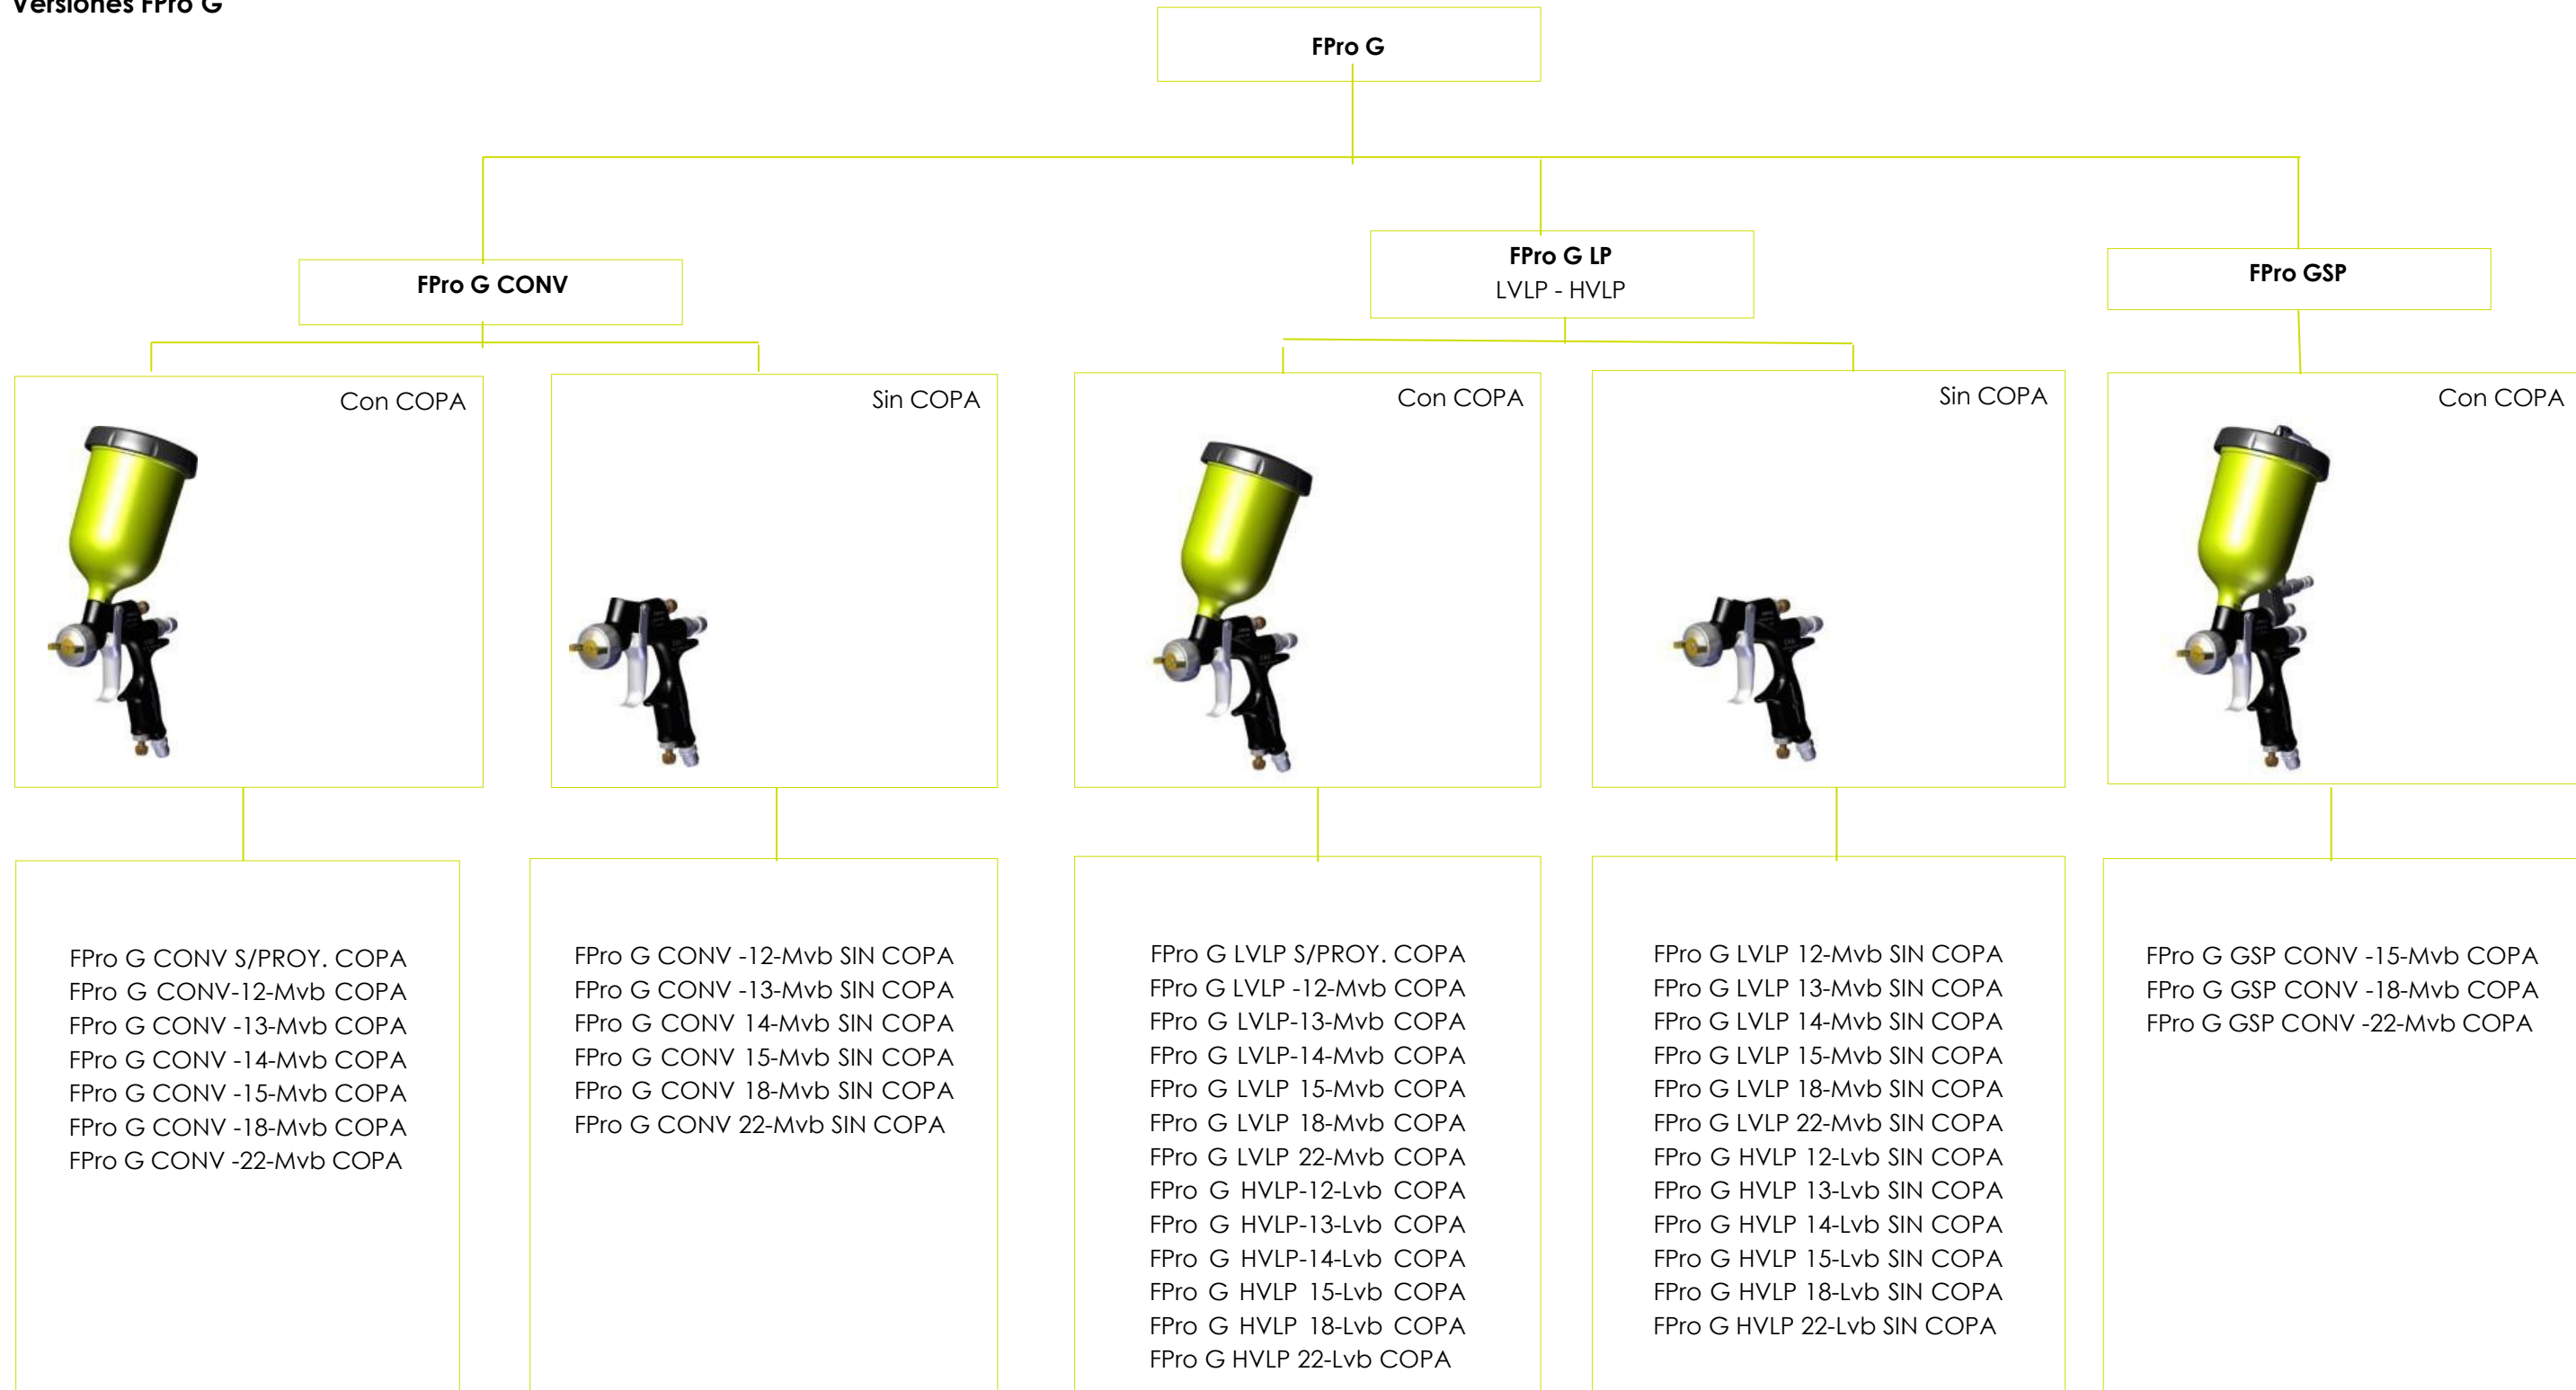 Versiones FPro G
FPro G
FPro G CONV
FPro G LP
LVLP - HVLP
FPro GSP
Con COPA
Sin COPA
Con COPA
Sin COPA
Con COPA
FPro G CONV S/PROY. COPA
FPro G CONV-12-Mvb COPA
FPro G CONV -13-Mvb COPA
FPro G CONV -14-Mvb COPA
FPro G CONV -15-Mvb COPA
FPro G CONV -18-Mvb COPA
FPro G CONV -22-Mvb COPA
FPro G CONV -12-Mvb SIN COPA
FPro G CONV -13-Mvb SIN COPA
FPro G CONV 14-Mvb SIN COPA
FPro G CONV 15-Mvb SIN COPA
FPro G CONV 18-Mvb SIN COPA
FPro G CONV 22-Mvb SIN COPA
FPro G LVLP S/PROY. COPA
FPro G LVLP -12-Mvb COPA
FPro G LVLP-13-Mvb COPA
FPro G LVLP-14-Mvb COPA
FPro G LVLP 15-Mvb COPA
FPro G LVLP 18-Mvb COPA
FPro G LVLP 22-Mvb COPA
FPro G HVLP-12-Lvb COPA
FPro G HVLP-13-Lvb COPA
FPro G HVLP-14-Lvb COPA
FPro G HVLP 15-Lvb COPA
FPro G HVLP 18-Lvb COPA
FPro G HVLP 22-Lvb COPA
FPro G LVLP 12-Mvb SIN COPA
FPro G LVLP 13-Mvb SIN COPA
FPro G LVLP 14-Mvb SIN COPA
FPro G LVLP 15-Mvb SIN COPA
FPro G LVLP 18-Mvb SIN COPA
FPro G LVLP 22-Mvb SIN COPA
FPro G HVLP 12-Lvb SIN COPA
FPro G HVLP 13-Lvb SIN COPA
FPro G HVLP 14-Lvb SIN COPA
FPro G HVLP 15-Lvb SIN COPA
FPro G HVLP 18-Lvb SIN COPA
FPro G HVLP 22-Lvb SIN COPA
FPro G GSP CONV -15-Mvb COPA
FPro G GSP CONV -18-Mvb COPA
FPro G GSP CONV -22-Mvb COPA